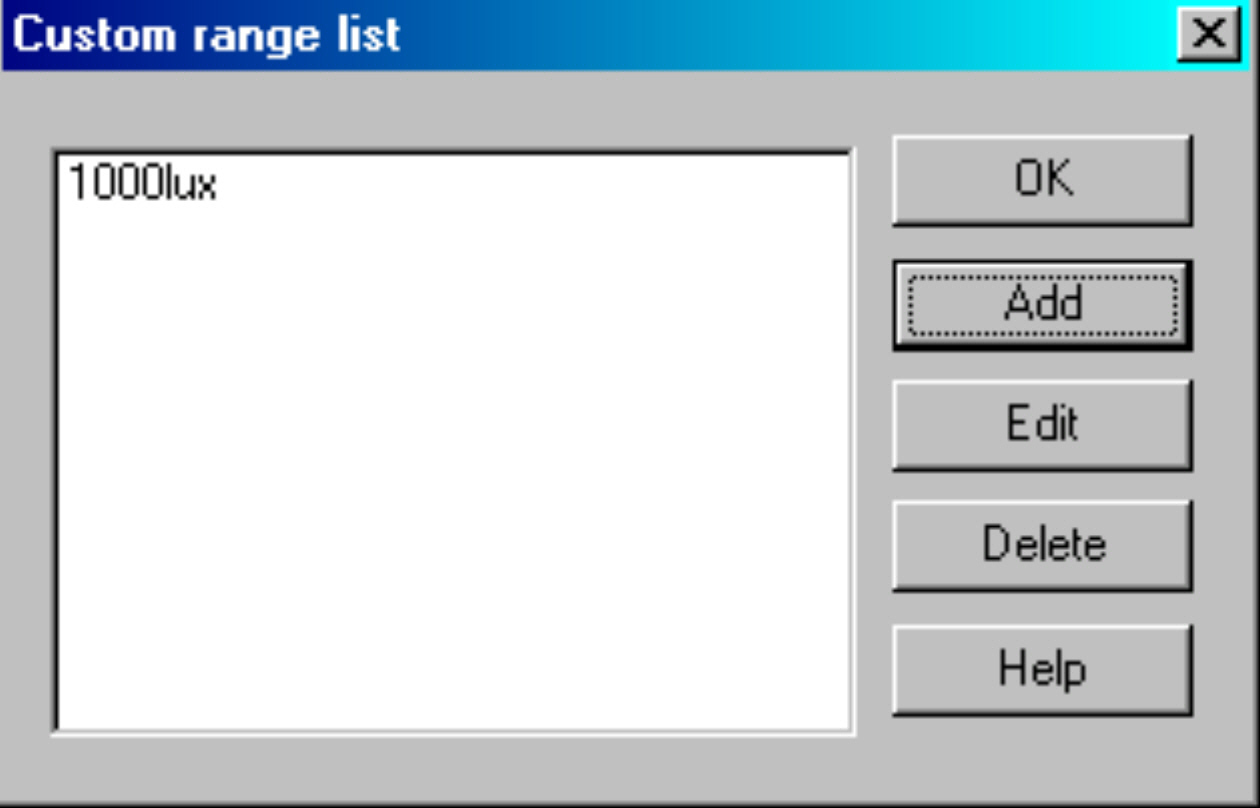 Custom range list
1000lux
OK
Add
Edit
Delete
Help